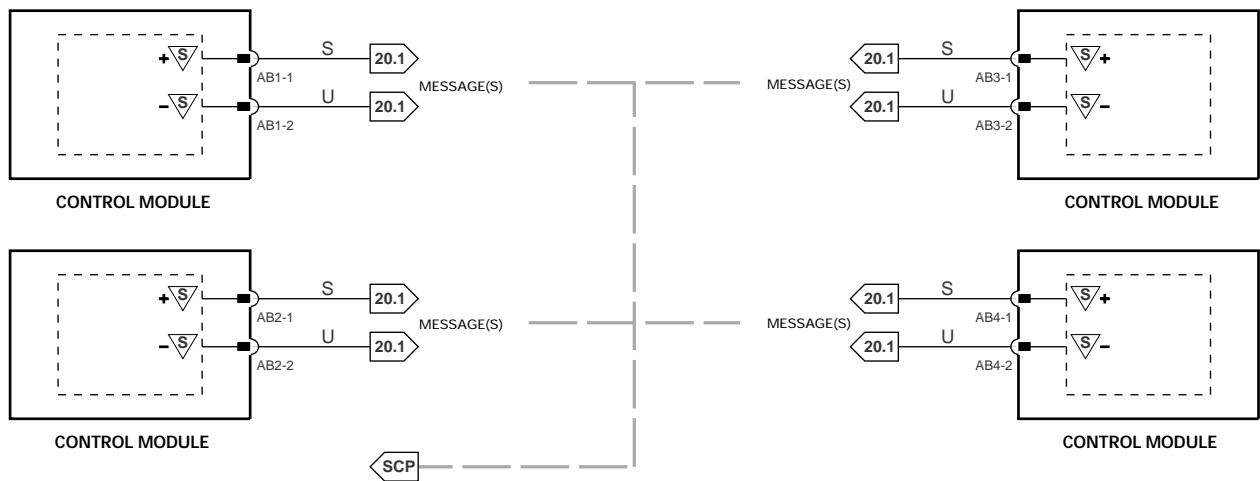 + S S 20.1
AB1-1
- S U 20.1
AB1-2
MESSAGE(S)
CONTROL MODULE
20.1 S S +
AB3-1
MESSAGE(S)
20.1 U S -
AB3-2
CONTROL MODULE
+ S S 20.1
AB2-1
- S U 20.1
AB2-2
MESSAGE(S)
CONTROL MODULE
20.1 S S +
AB4-1
MESSAGE(S)
20.1 U S -
AB4-2
CONTROL MODULE
SCP